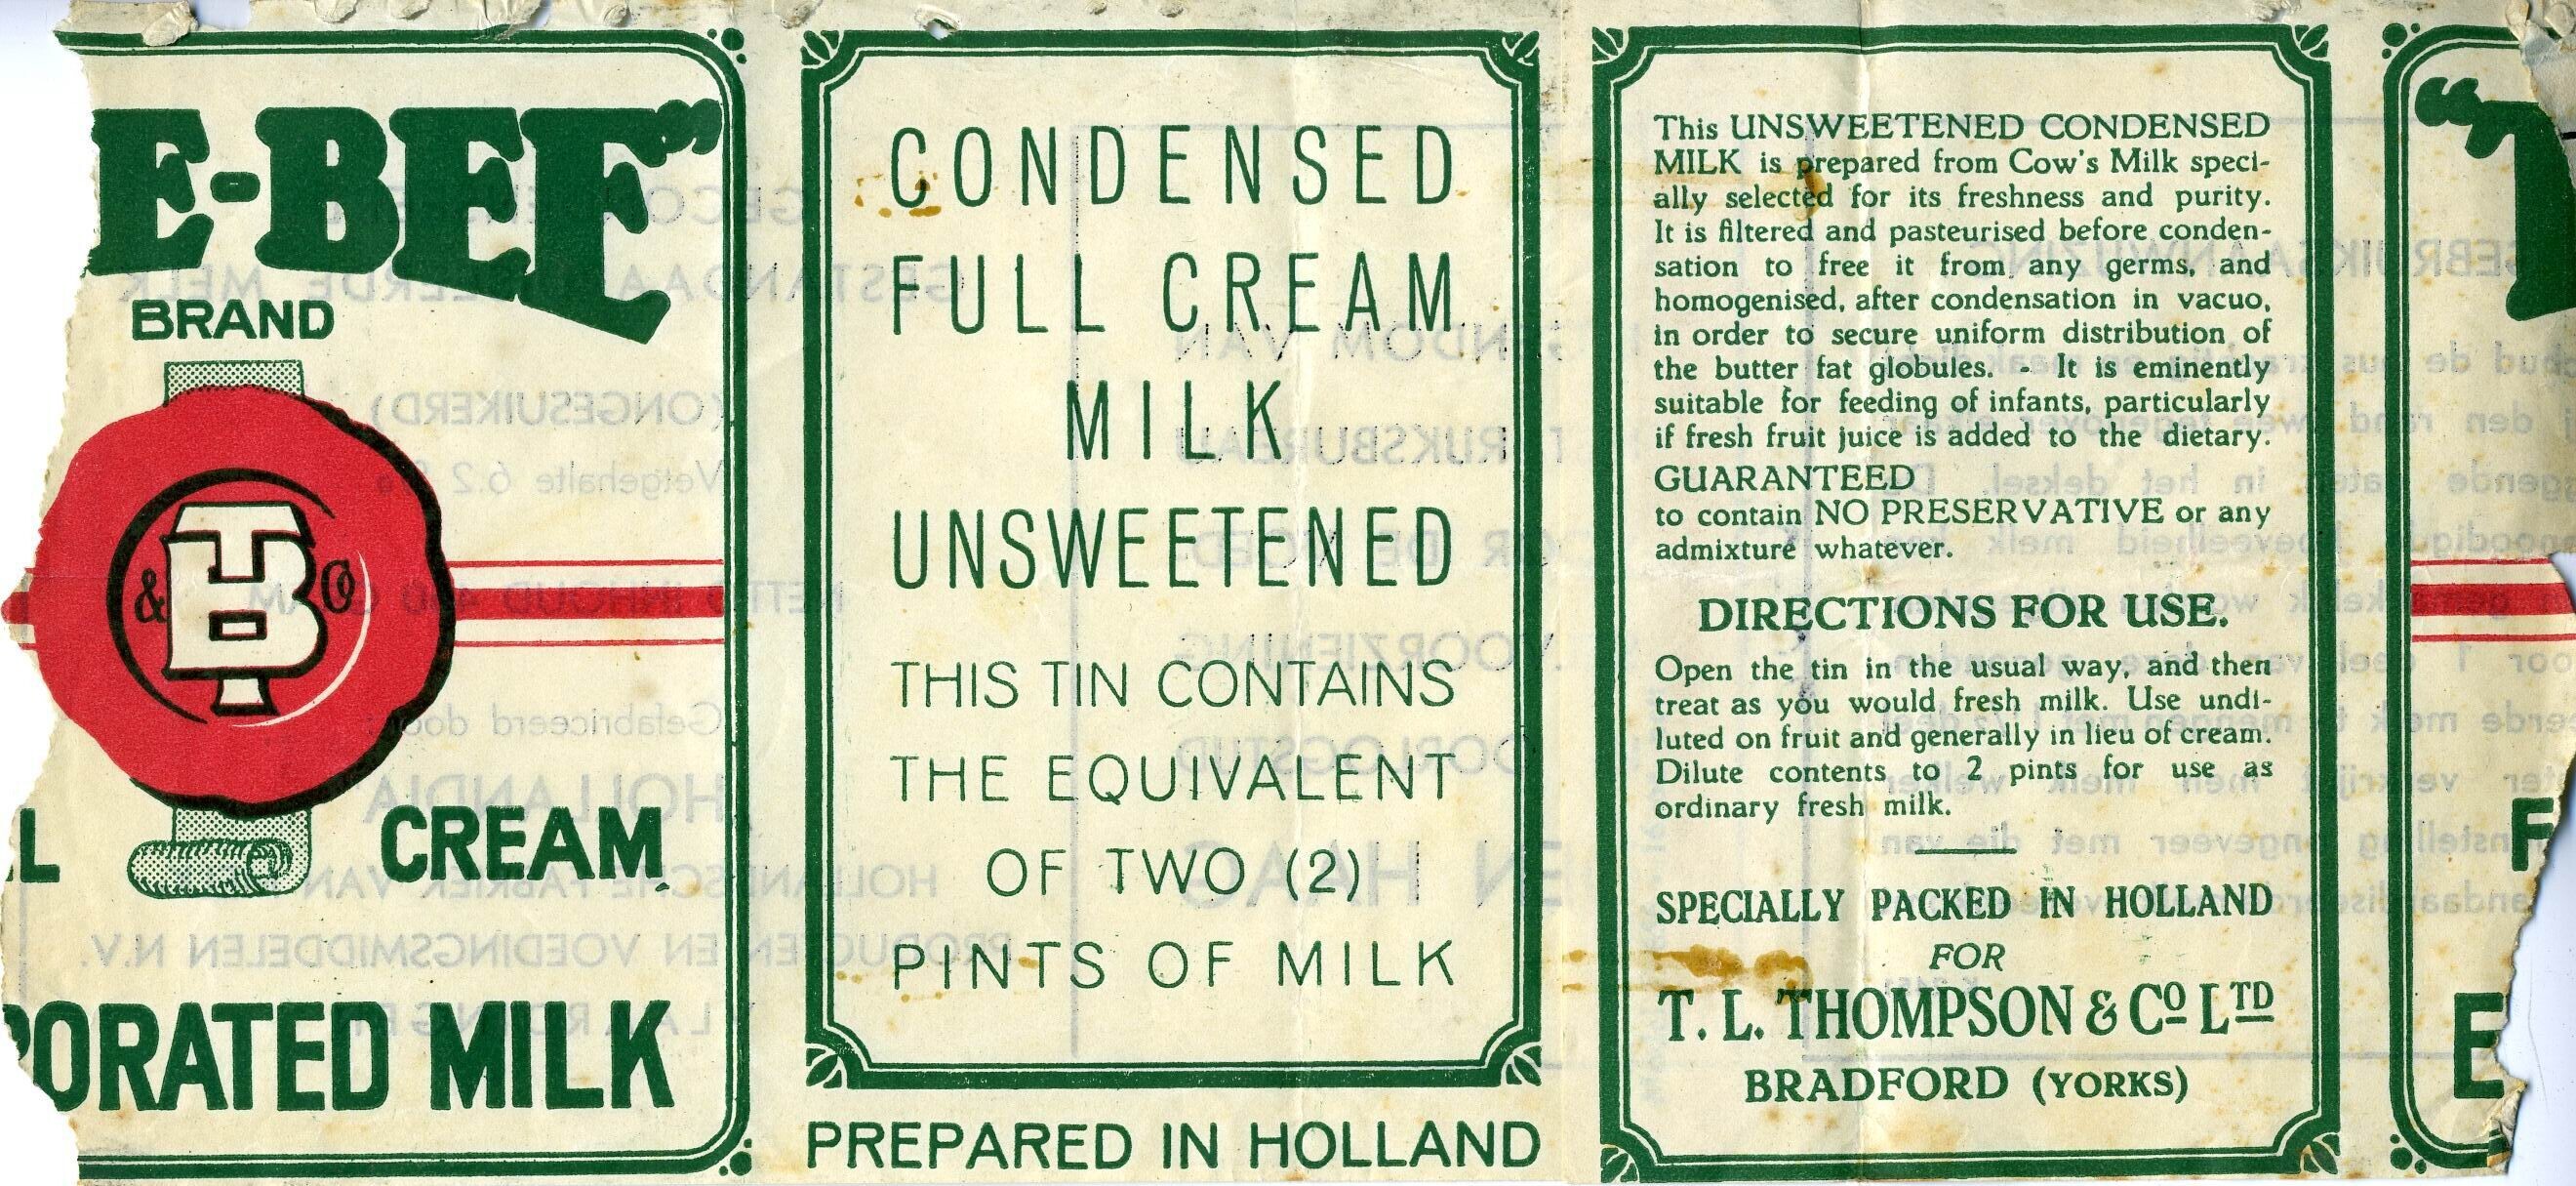 E-BEE”
BRAND
& TB Co
L CREAM
ORATED MILK
CONDENSED
FULL CREAM
MILK
UNSWEETENED
THIS TIN CONTAINS
THE EQUIVALENT
OF TWO (2)
PINTS OF MILK
PREPARED IN HOLLAND
This UNSWEETENED CONDENSED
MILK is prepared from Cow's Milk speci-
ally selected for its freshness and purity.
It is filtered and pasteurised before conden-
sation to free it from any germs, and
homogenised, after condensation in vacuo,
in order to secure uniform distribution of
the butter fat globules. - It is eminently
suitable for feeding of infants, particularly
if fresh fruit juice is added to the dietary.
GUARANTEED
to contain NO PRESERVATIVE or any
admixture whatever.
DIRECTIONS FOR USE.
Open the tin in the usual way, and then
treat as you would fresh milk. Use undi-
luted on fruit and generally in lieu of cream.
Dilute contents to 2 pints for use as
ordinary fresh milk.
SPECIALLY PACKED IN HOLLAND
FOR
T. L. THOMPSON & Co LTD
BRADFORD (YORKS)
“T
F
E